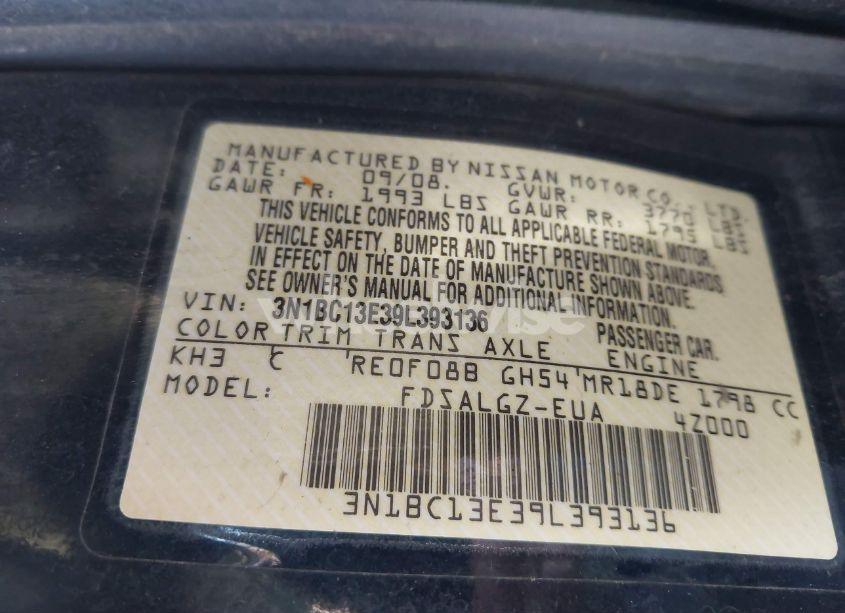 MANUFACTURED BY NISSAN MOTOR CO., LTD.
DATE: 09/08. GVWR: 3770 LBS
GAWR FR: 1993 LBS GAWR RR: 1795 LBS
THIS VEHICLE CONFORMS TO ALL APPLICABLE FEDERAL MOTOR
VEHICLE SAFETY, BUMPER AND THEFT PREVENTION STANDARDS
IN EFFECT ON THE DATE OF MANUFACTURE SHOWN ABOVE.
SEE OWNER'S MANUAL FOR ADDITIONAL INFORMATION.
VIN: 3N1BC13E39L393136 PASSENGER CAR.
COLOR TRIM TRANS AXLE ENGINE
KH3 C RE0F08B GH54 MR18DE 1798 CC
MODEL: FDSALGZ-EUA 4Z000
3N1BC13E39L393136